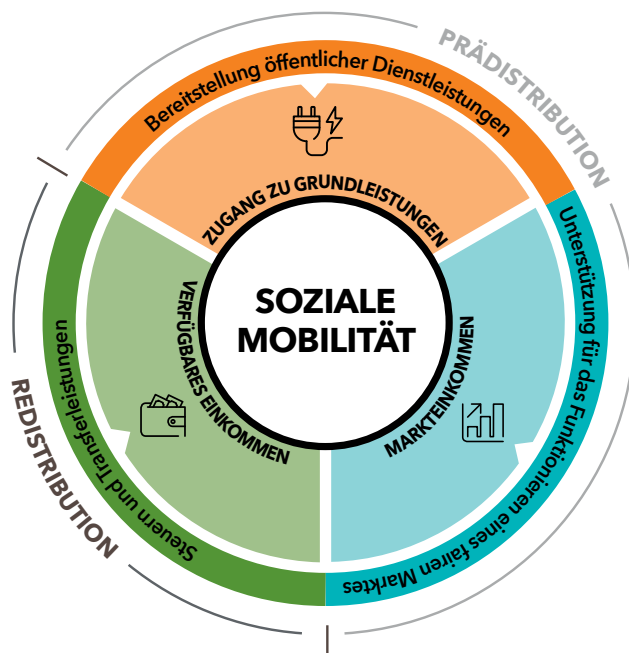 PRÄDISTRIBUTION
Bereitstellung öffentlicher Dienstleistungen
ZUGANG ZU GRUNDLEISTUNGEN
SOZIALE
MOBILITÄT
VERFÜGBARES EINKOMMEN
MARKTEINKOMMEN
Unterstützung für das Funktionieren eines fairen Marktes
Steuern und Transferleistungen
REDISTRIBUTION